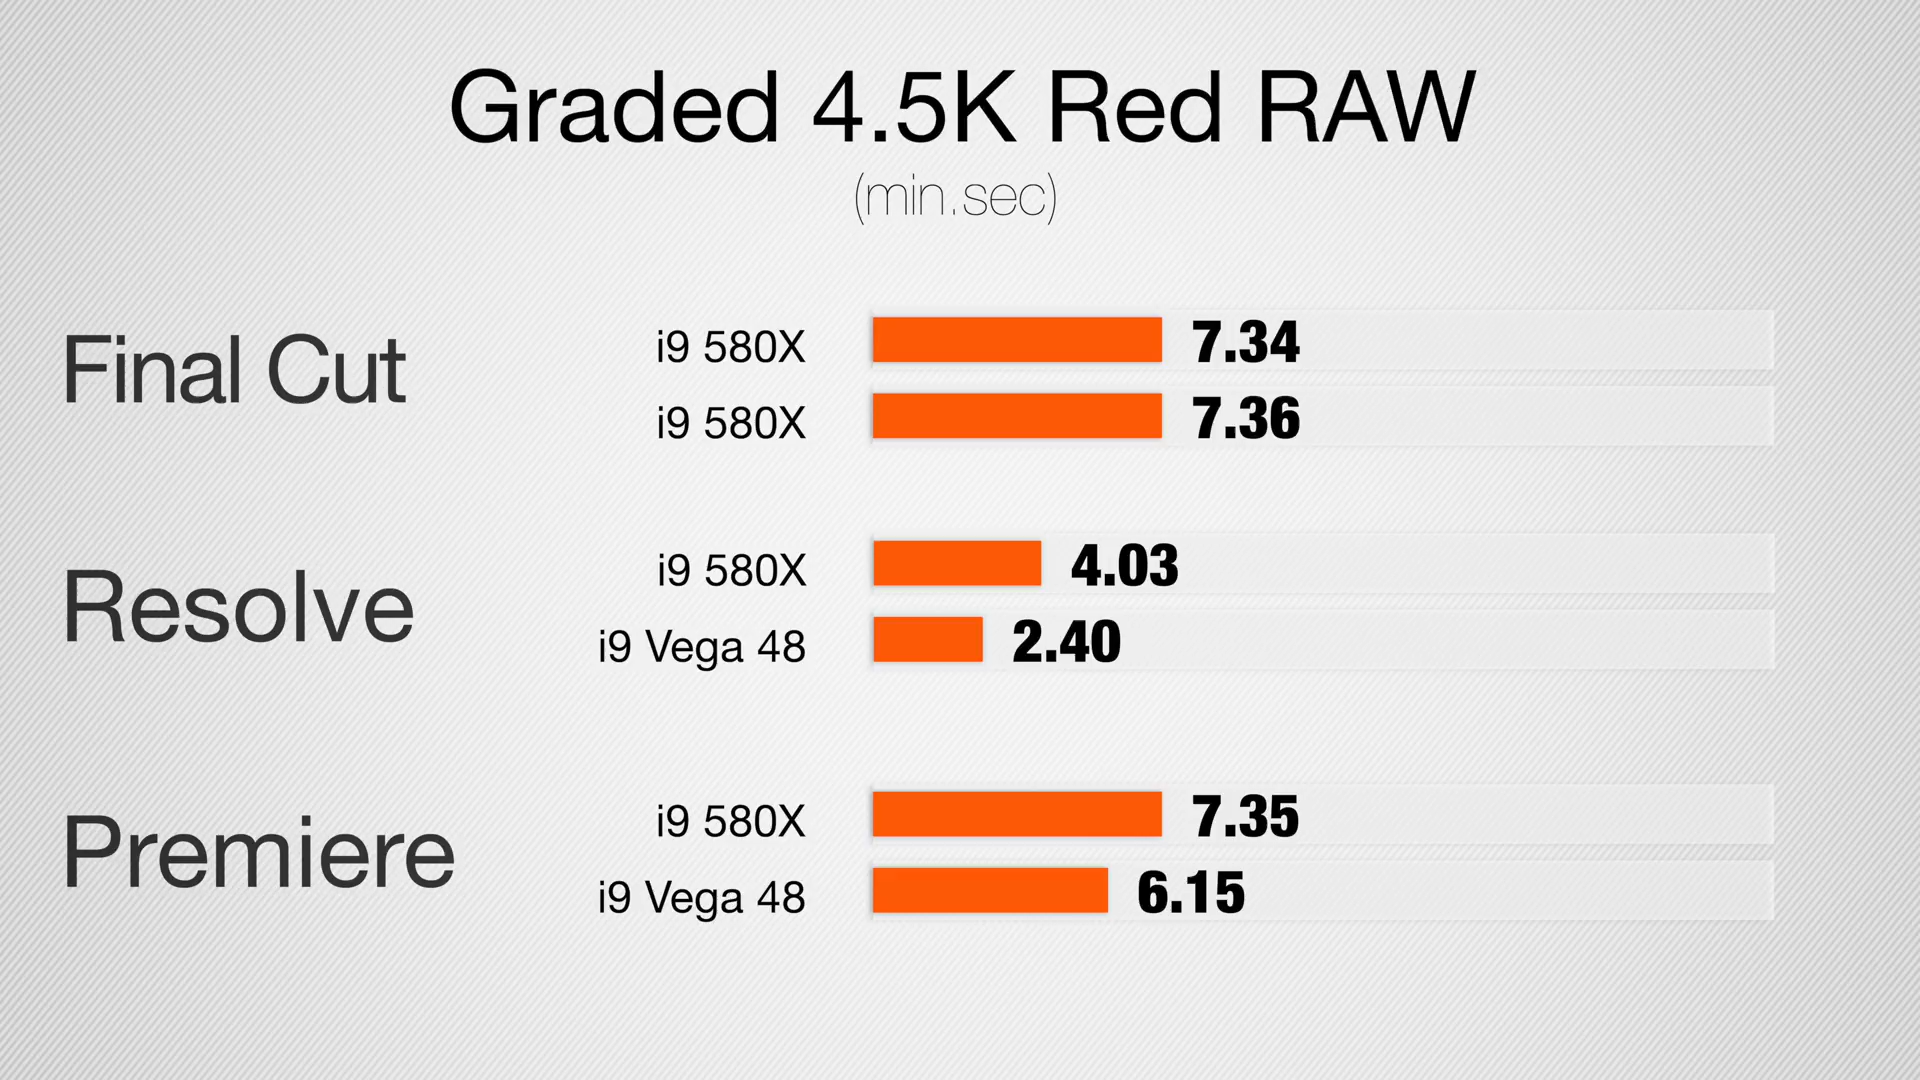 Graded 4.5K Red RAW
(min.sec)
Final Cut
i9 580X 7.34
i9 580X 7.36
Resolve
i9 580X 4.03
i9 Vega 48 2.40
Premiere
i9 580X 7.35
i9 Vega 48 6.15